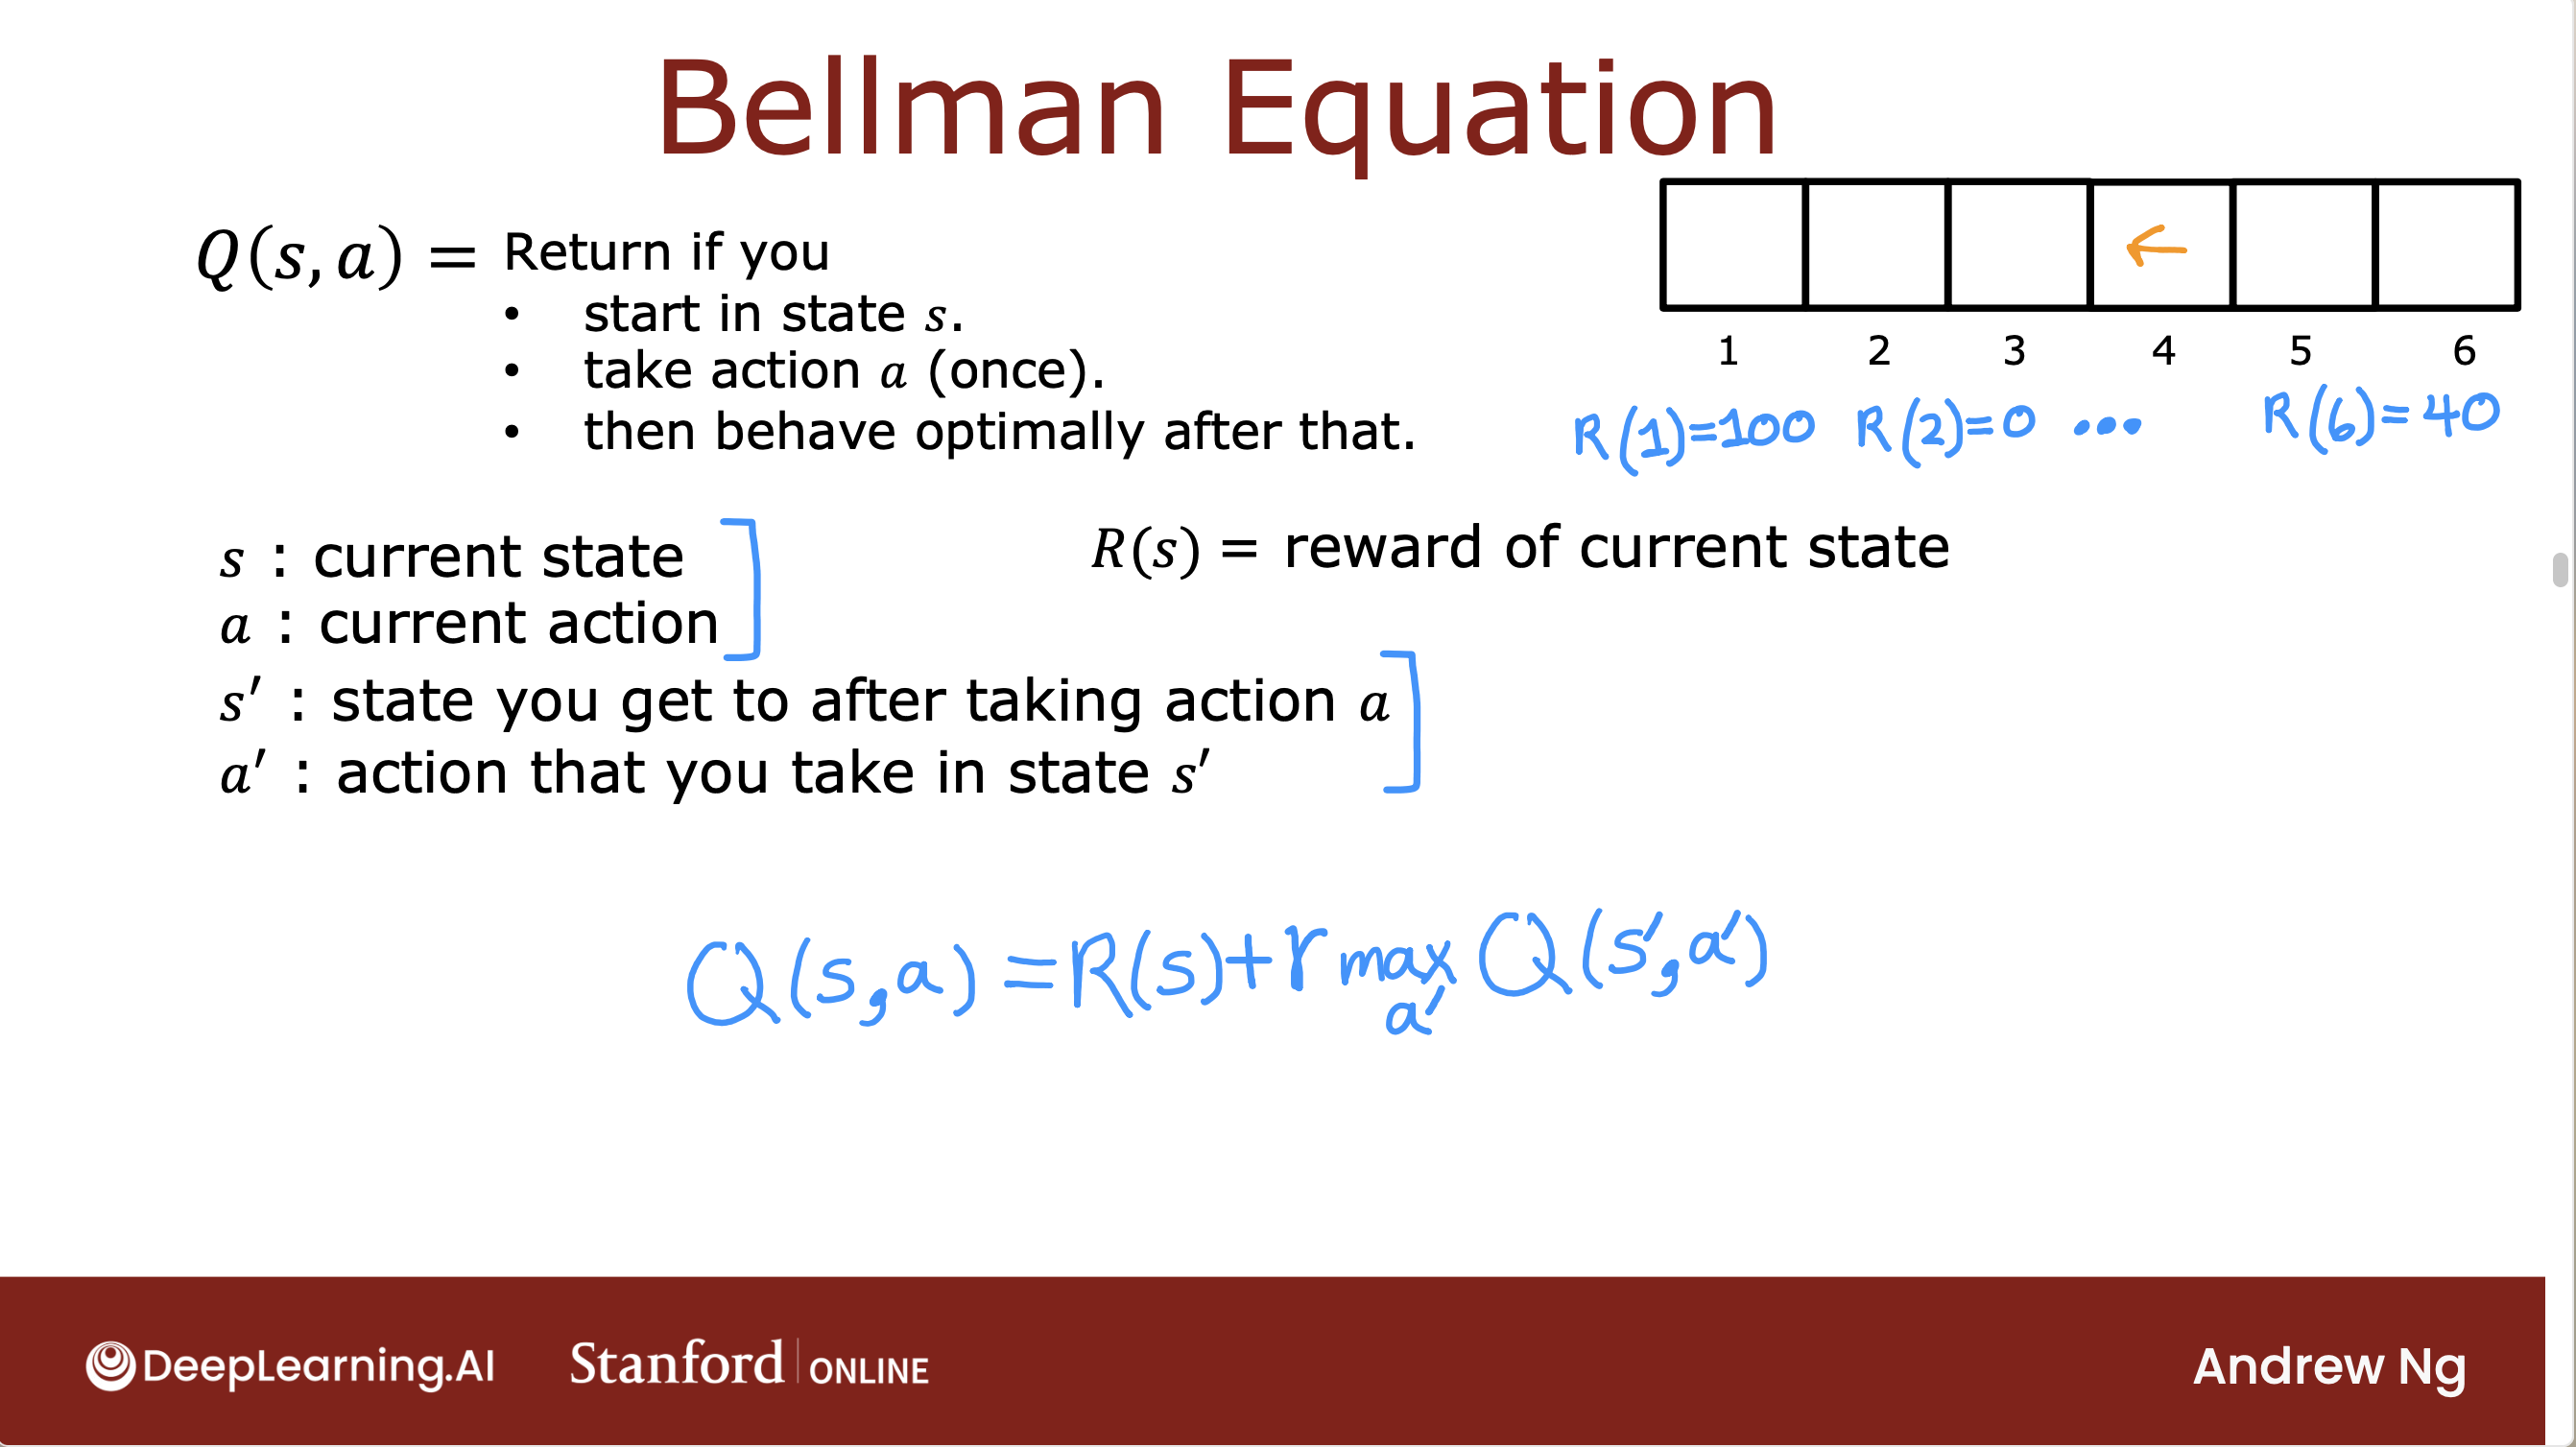 Bellman Equation
Q(s, a) = Return if you
• start in state s.
• take action a (once).
• then behave optimally after that.
←
1 2 3 4 5 6
R(1)=100 R(2)=0 ... R(6)=40
s : current state
a : current action
R(s) = reward of current state
s′ : state you get to after taking action a
a′ : action that you take in state s′
Q(s,a) = R(s)+γ max Q(s′,a′)
a′
DeepLearning.AI Stanford | ONLINE Andrew Ng